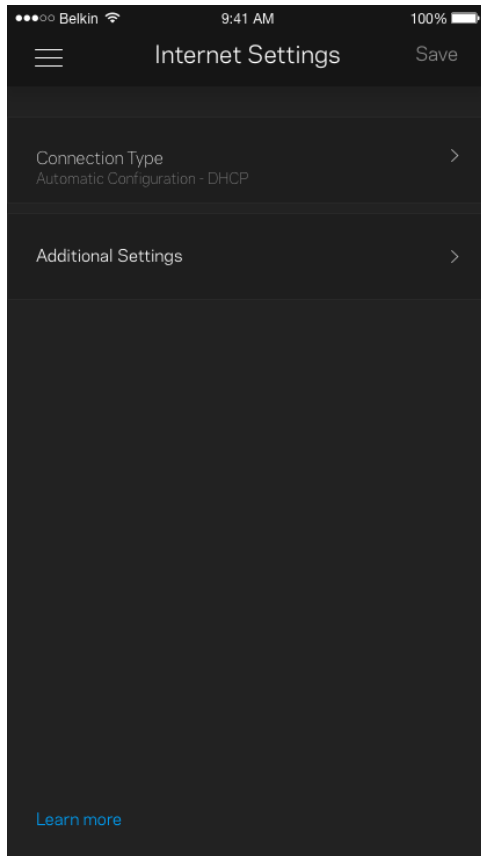 Belkin 9:41 AM 100%
Internet Settings Save
Connection Type
Automatic Configuration - DHCP
Additional Settings
Learn more